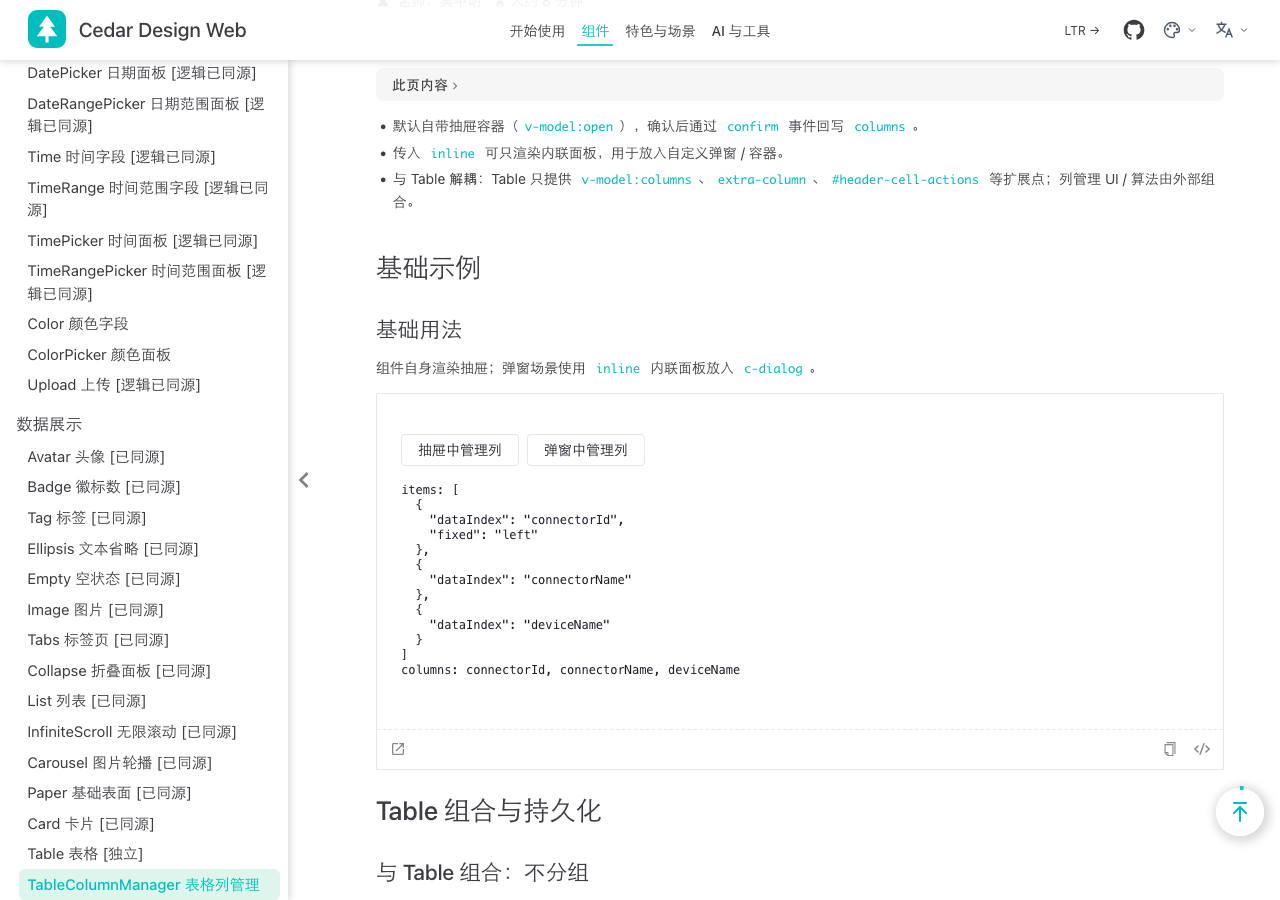 Cedar Design Web
开始使用 组件 特色与场景 AI 与工具
LTR →
DatePicker 日期面板 [逻辑已同源]
DateRangePicker 日期范围面板 [逻
辑已同源]
Time 时间字段 [逻辑已同源]
TimeRange 时间范围字段 [逻辑已同
源]
TimePicker 时间面板 [逻辑已同源]
TimeRangePicker 时间范围面板 [逻
辑已同源]
Color 颜色字段
ColorPicker 颜色面板
Upload 上传 [逻辑已同源]
数据展示
Avatar 头像 [已同源]
Badge 徽标数 [已同源]
Tag 标签 [已同源]
Ellipsis 文本省略 [已同源]
Empty 空状态 [已同源]
Image 图片 [已同源]
Tabs 标签页 [已同源]
Collapse 折叠面板 [已同源]
List 列表 [已同源]
InfiniteScroll 无限滚动 [已同源]
Carousel 图片轮播 [已同源]
Paper 基础表面 [已同源]
Card 卡片 [已同源]
Table 表格 [独立]
TableColumnManager 表格列管理
此页内容 ›
• 默认自带抽屉容器（ v-model:open ），确认后通过 confirm 事件回写 columns 。
• 传入 inline 可只渲染内联面板，用于放入自定义弹窗 / 容器。
• 与 Table 解耦：Table 只提供 v-model:columns 、 extra-column 、 #header-cell-actions 等扩展点；列管理 UI / 算法由外部组
合。
基础示例
基础用法
组件自身渲染抽屉；弹窗场景使用 inline 内联面板放入 c-dialog 。
抽屉中管理列 弹窗中管理列
items: [
  {
    "dataIndex": "connectorId",
    "fixed": "left"
  },
  {
    "dataIndex": "connectorName"
  },
  {
    "dataIndex": "deviceName"
  }
]
columns: connectorId, connectorName, deviceName
Table 组合与持久化
与 Table 组合：不分组